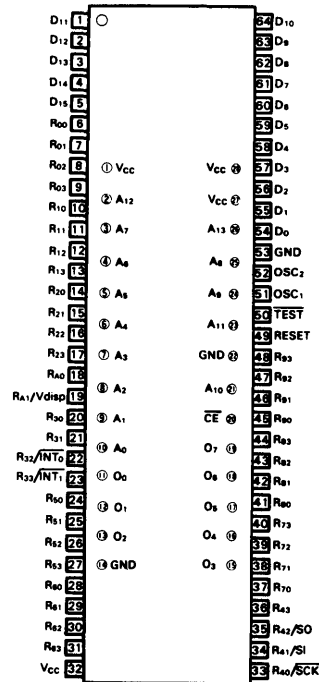 D₁₁ 1
D₁₂ 2
D₁₃ 3
D₁₄ 4
D₁₅ 5
R₀₀ 6
R₀₁ 7
R₀₂ 8
R₀₃ 9
R₁₀ 10
R₁₁ 11
R₁₂ 12
R₁₃ 13
R₂₀ 14
R₂₁ 15
R₂₂ 16
R₂₃ 17
R_A0 18
R_A1/Vdisp 19
R₃₀ 20
R₃₁ 21
R₃₂/I̅N̅T̅₀ 22
R₃₃/I̅N̅T̅₁ 23
R₅₀ 24
R₅₁ 25
R₅₂ 26
R₅₃ 27
R₆₀ 28
R₆₁ 29
R₆₂ 30
R₆₃ 31
Vcc 32
① Vcc
② A₁₂
③ A₇
④ A₆
⑤ A₅
⑥ A₄
⑦ A₃
⑧ A₂
⑨ A₁
⑩ A₀
⑪ O₀
⑫ O₁
⑬ O₂
⑭ GND
Vcc ㉘
Vcc ㉗
A₁₃ ㉖
A₈ ㉕
A₉ ㉔
A₁₁ ㉓
GND ㉒
A₁₀ ㉑
C̅E̅ ⑳
O₇ ⑲
O₆ ⑱
O₅ ⑰
O₄ ⑯
O₃ ⑮
64 D₁₀
63 D₉
62 D₈
61 D₇
60 D₆
59 D₅
58 D₄
57 D₃
56 D₂
55 D₁
54 D₀
53 GND
52 OSC₂
51 OSC₁
50 T̅E̅S̅T̅
49 RESET
48 R₉₃
47 R₉₂
46 R₉₁
45 R₉₀
44 R₈₃
43 R₈₂
42 R₈₁
41 R₈₀
40 R₇₃
39 R₇₂
38 R₇₁
37 R₇₀
36 R₄₃
35 R₄₂/SO
34 R₄₁/SI
33 R₄₀/S̅C̅K̅